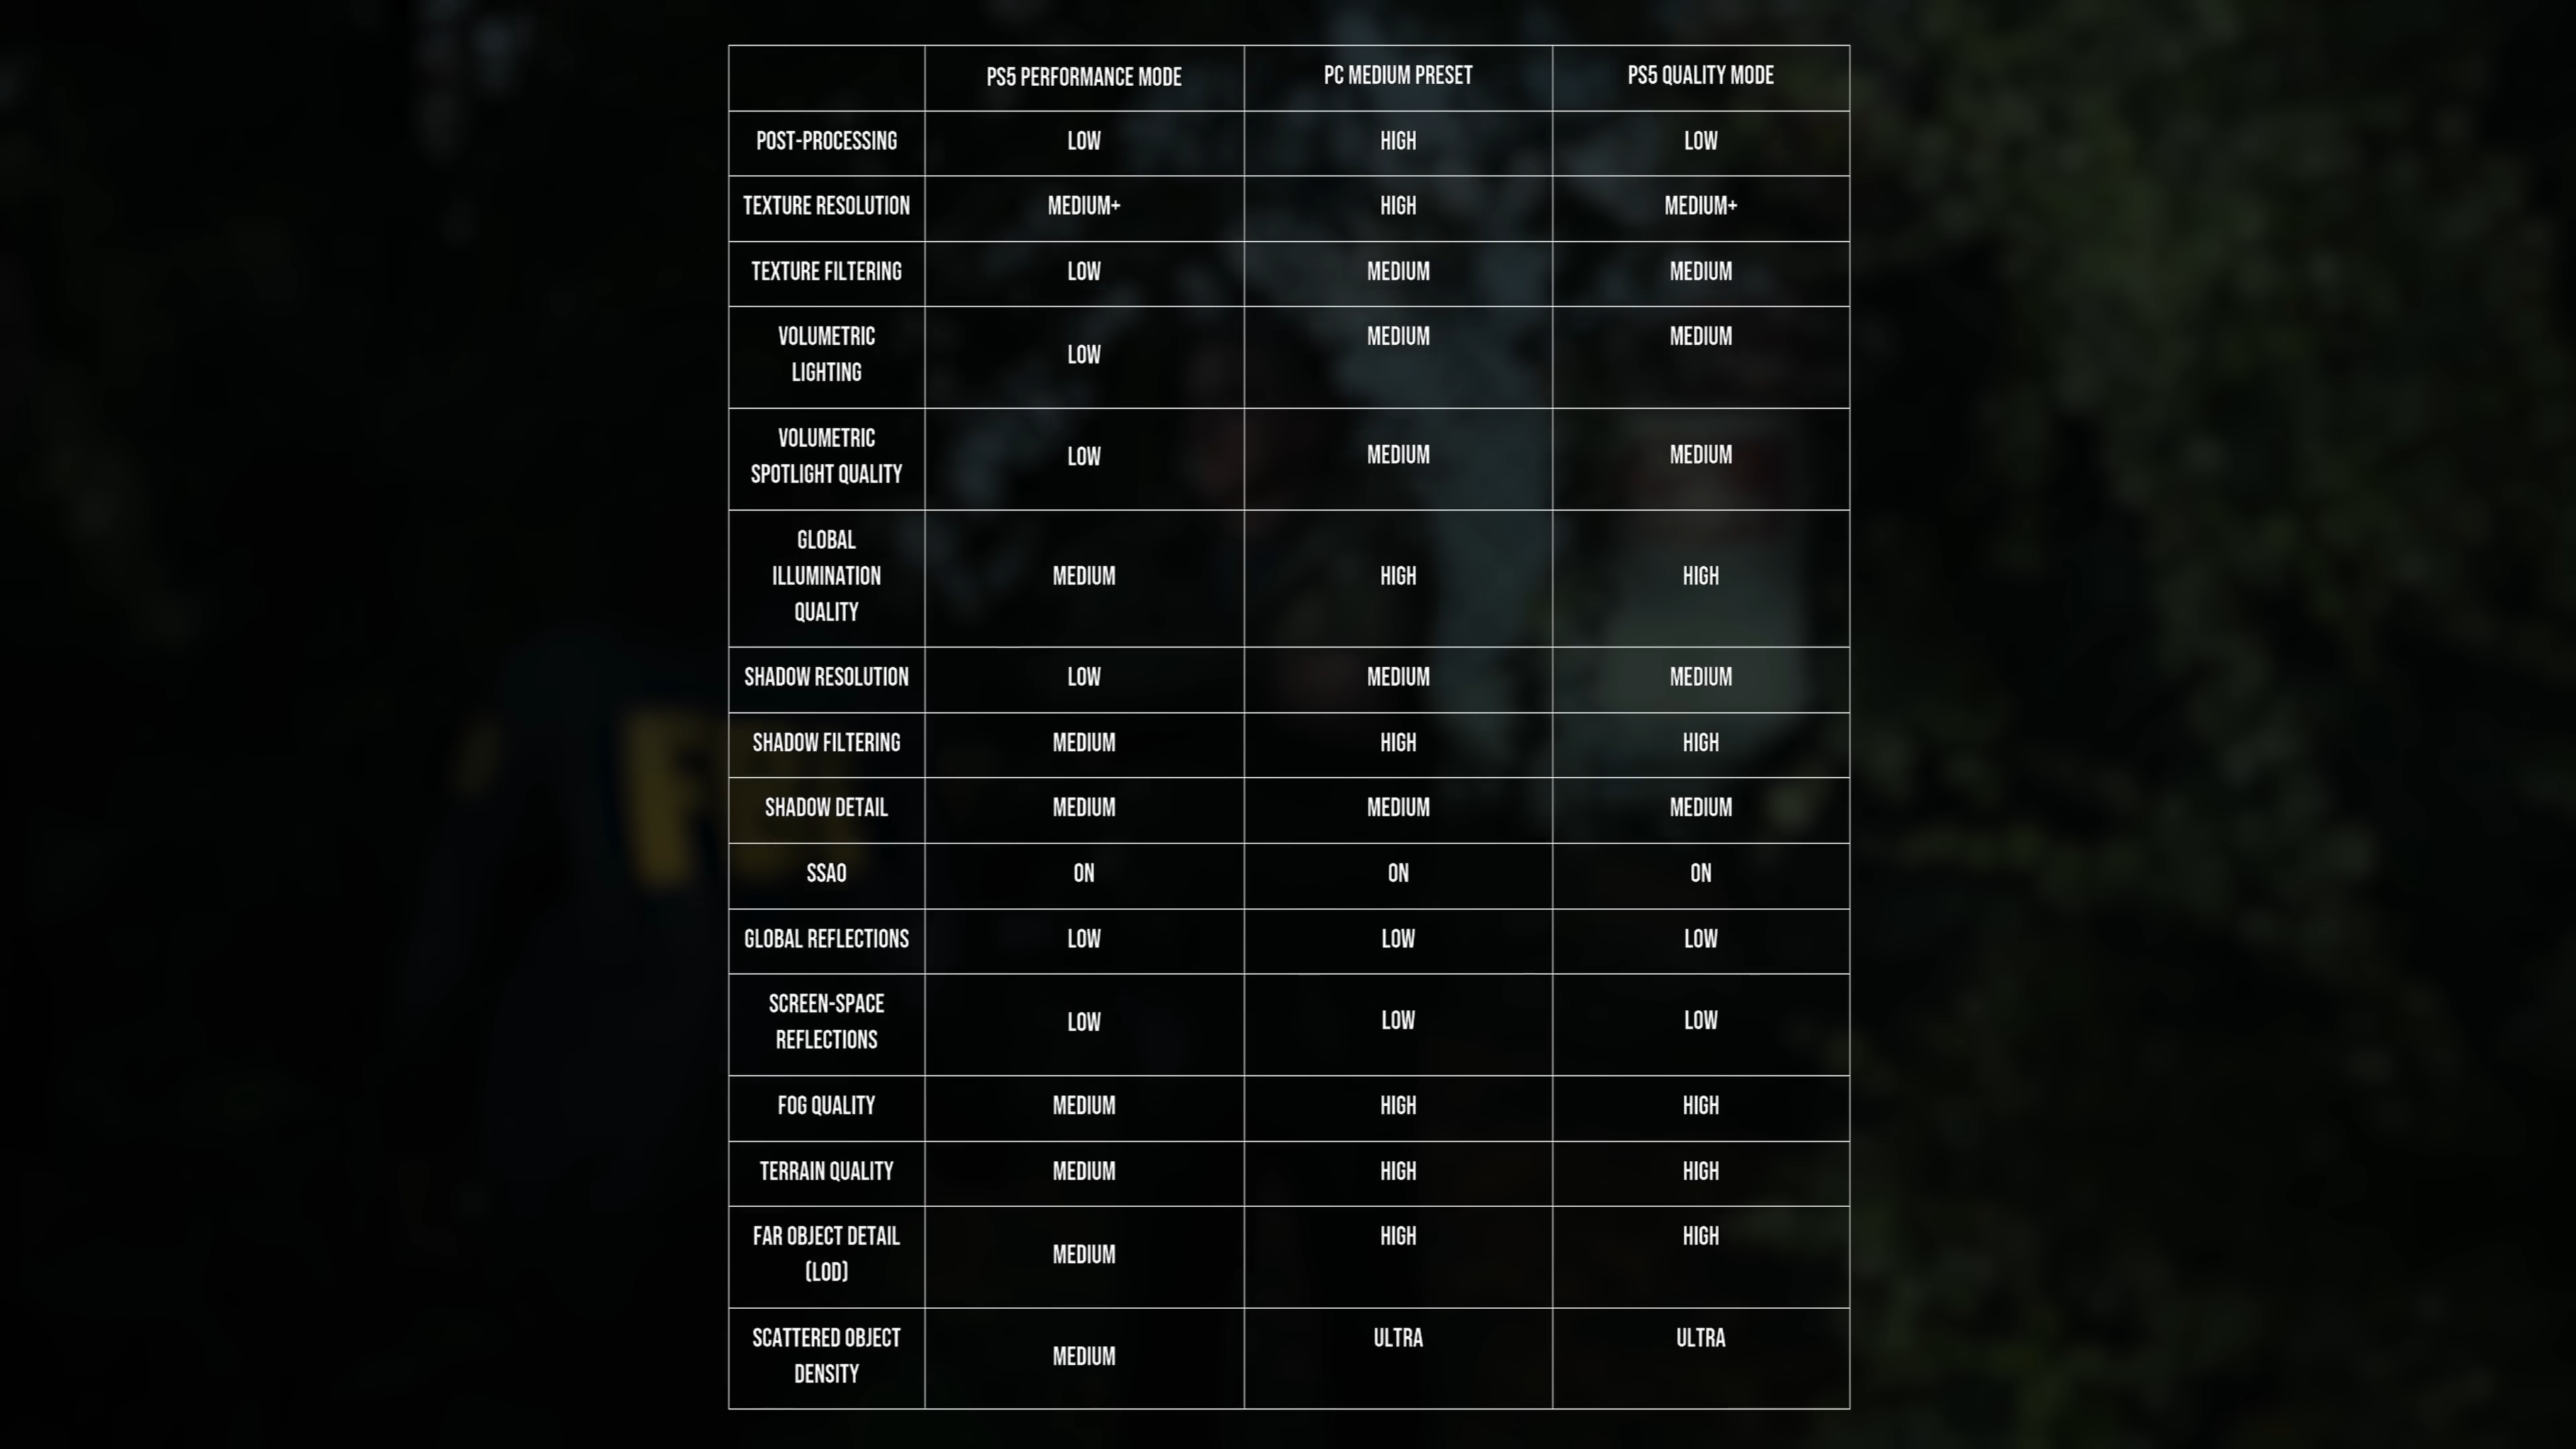 PS5 PERFORMANCE MODE PC MEDIUM PRESET PS5 QUALITY MODE
POST-PROCESSING LOW HIGH LOW
TEXTURE RESOLUTION MEDIUM+ HIGH MEDIUM+
TEXTURE FILTERING LOW MEDIUM MEDIUM
VOLUMETRIC
LIGHTING LOW MEDIUM MEDIUM
VOLUMETRIC
SPOTLIGHT QUALITY LOW MEDIUM MEDIUM
GLOBAL
ILLUMINATION
QUALITY MEDIUM HIGH HIGH
SHADOW RESOLUTION LOW MEDIUM MEDIUM
SHADOW FILTERING MEDIUM HIGH HIGH
SHADOW DETAIL MEDIUM MEDIUM MEDIUM
SSAO ON ON ON
GLOBAL REFLECTIONS LOW LOW LOW
SCREEN-SPACE
REFLECTIONS LOW LOW LOW
FOG QUALITY MEDIUM HIGH HIGH
TERRAIN QUALITY MEDIUM HIGH HIGH
FAR OBJECT DETAIL
(LOD) MEDIUM HIGH HIGH
SCATTERED OBJECT
DENSITY MEDIUM ULTRA ULTRA